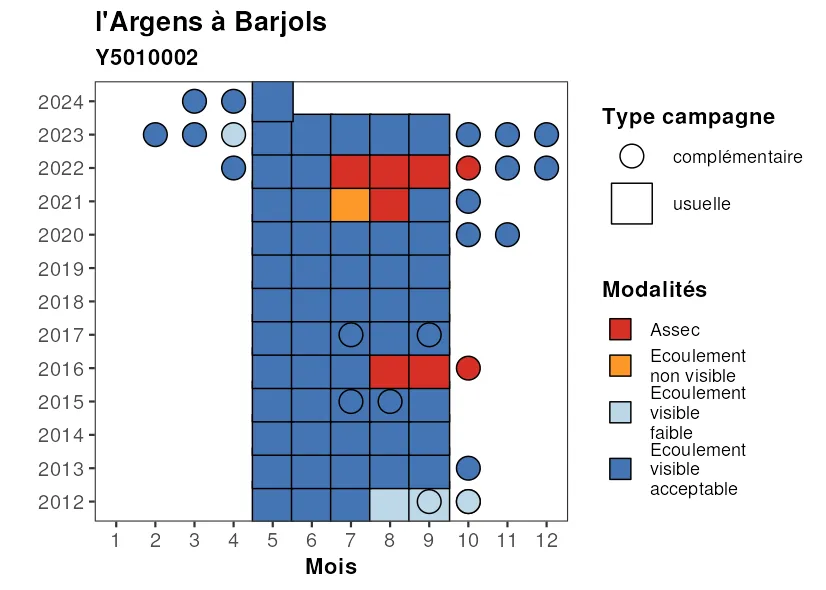 l'Argens à Barjols
Y5010002
2024
2023
2022
2021
2020
2019
2018
2017
2016
2015
2014
2013
2012
1 2 3 4 5 6 7 8 9 10 11 12
Mois
Type campagne
complémentaire
usuelle
Modalités
Assec
Ecoulement
non visible
Ecoulement
visible
faible
Ecoulement
visible
acceptable